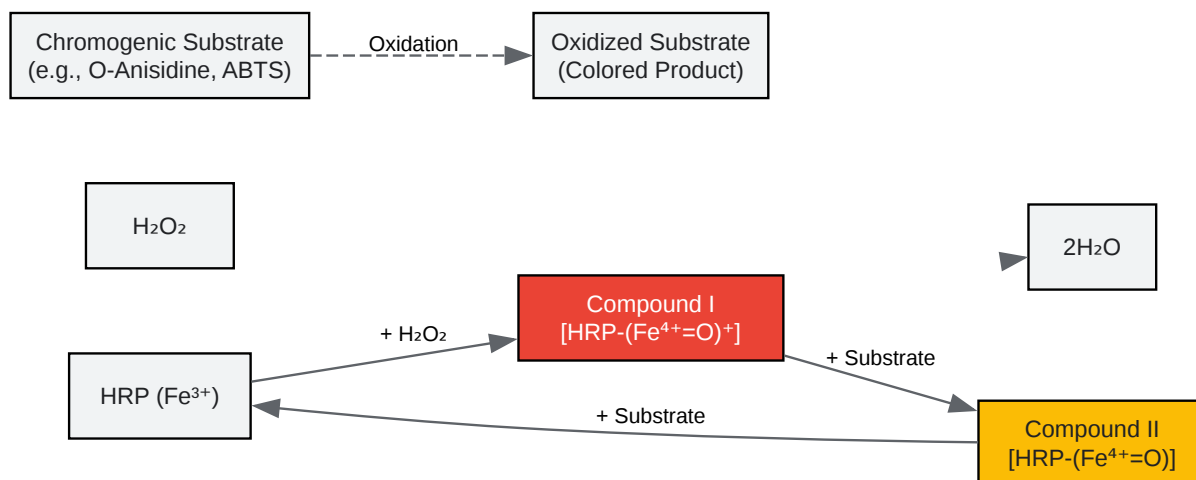 Chromogenic Substrate
(e.g., O-Anisidine, ABTS)
Oxidation
Oxidized Substrate
(Colored Product)
H₂O₂
2H₂O
Compound I
[HRP-(Fe⁴⁺=O)⁺]
+ H₂O₂
+ Substrate
HRP (Fe³⁺)
+ Substrate
Compound II
[HRP-(Fe⁴⁺=O)]